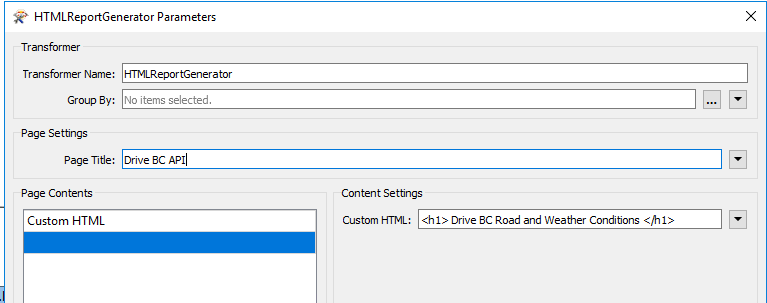 HTMLReportGenerator Parameters
Transformer
Transformer Name: HTMLReportGenerator
Group By: No items selected.
...
Page Settings
Page Title: Drive BC API
Page Contents
Custom HTML
Content Settings
Custom HTML: <h1> Drive BC Road and Weather Conditions </h1>